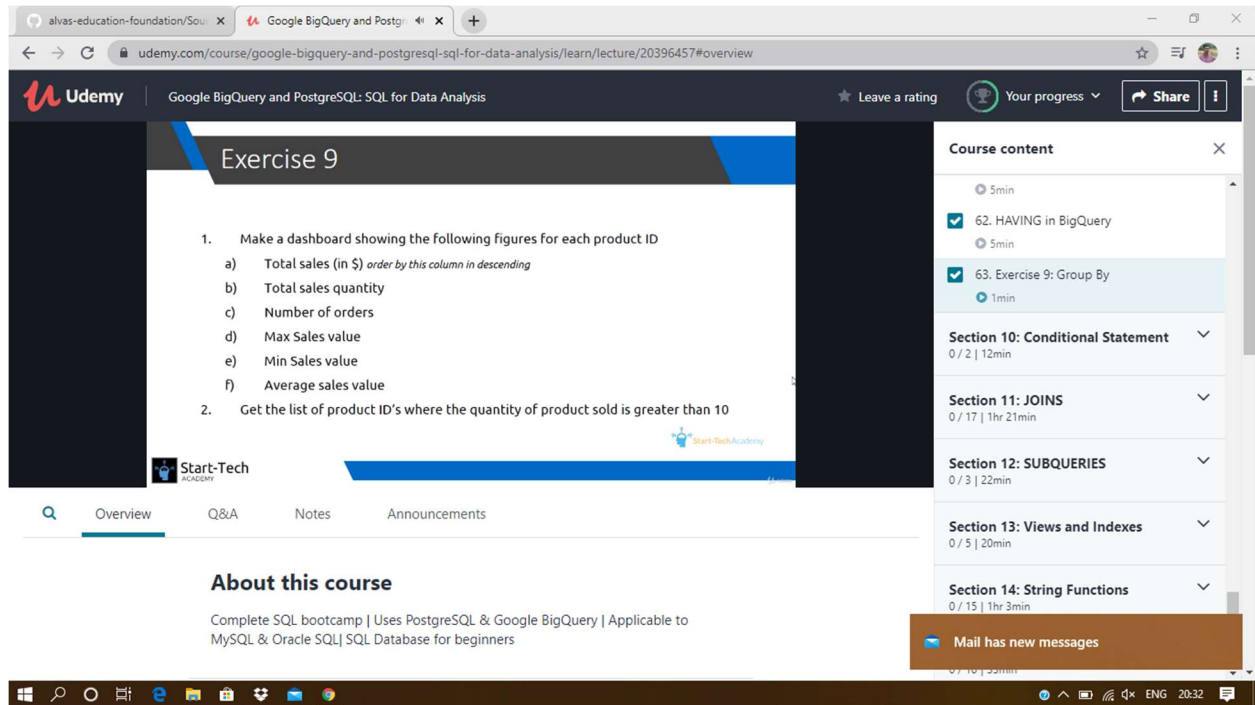 alvas-education-foundation/Sou
Google BigQuery and Postgr
udemy.com/course/google-bigquery-and-postgresql-sql-for-data-analysis/learn/lecture/20396457#overview
Udemy
Google BigQuery and PostgreSQL: SQL for Data Analysis
Leave a rating
Your progress
Share
Exercise 9
1. Make a dashboard showing the following figures for each product ID
a) Total sales (in $) order by this column in descending
b) Total sales quantity
c) Number of orders
d) Max Sales value
e) Min Sales value
f) Average sales value
2. Get the list of product ID's where the quantity of product sold is greater than 10
Start-Tech Academy
Start-Tech
ACADEMY
Course content
5min
62. HAVING in BigQuery
5min
63. Exercise 9: Group By
1min
Section 10: Conditional Statement
0 / 2 | 12min
Section 11: JOINS
0 / 17 | 1hr 21min
Section 12: SUBQUERIES
0 / 3 | 22min
Section 13: Views and Indexes
0 / 5 | 20min
Section 14: String Functions
0 / 15 | 1hr 3min
Overview
Q&A
Notes
Announcements
About this course
Complete SQL bootcamp | Uses PostgreSQL & Google BigQuery | Applicable to
MySQL & Oracle SQL| SQL Database for beginners
Mail has new messages
ENG
20:32